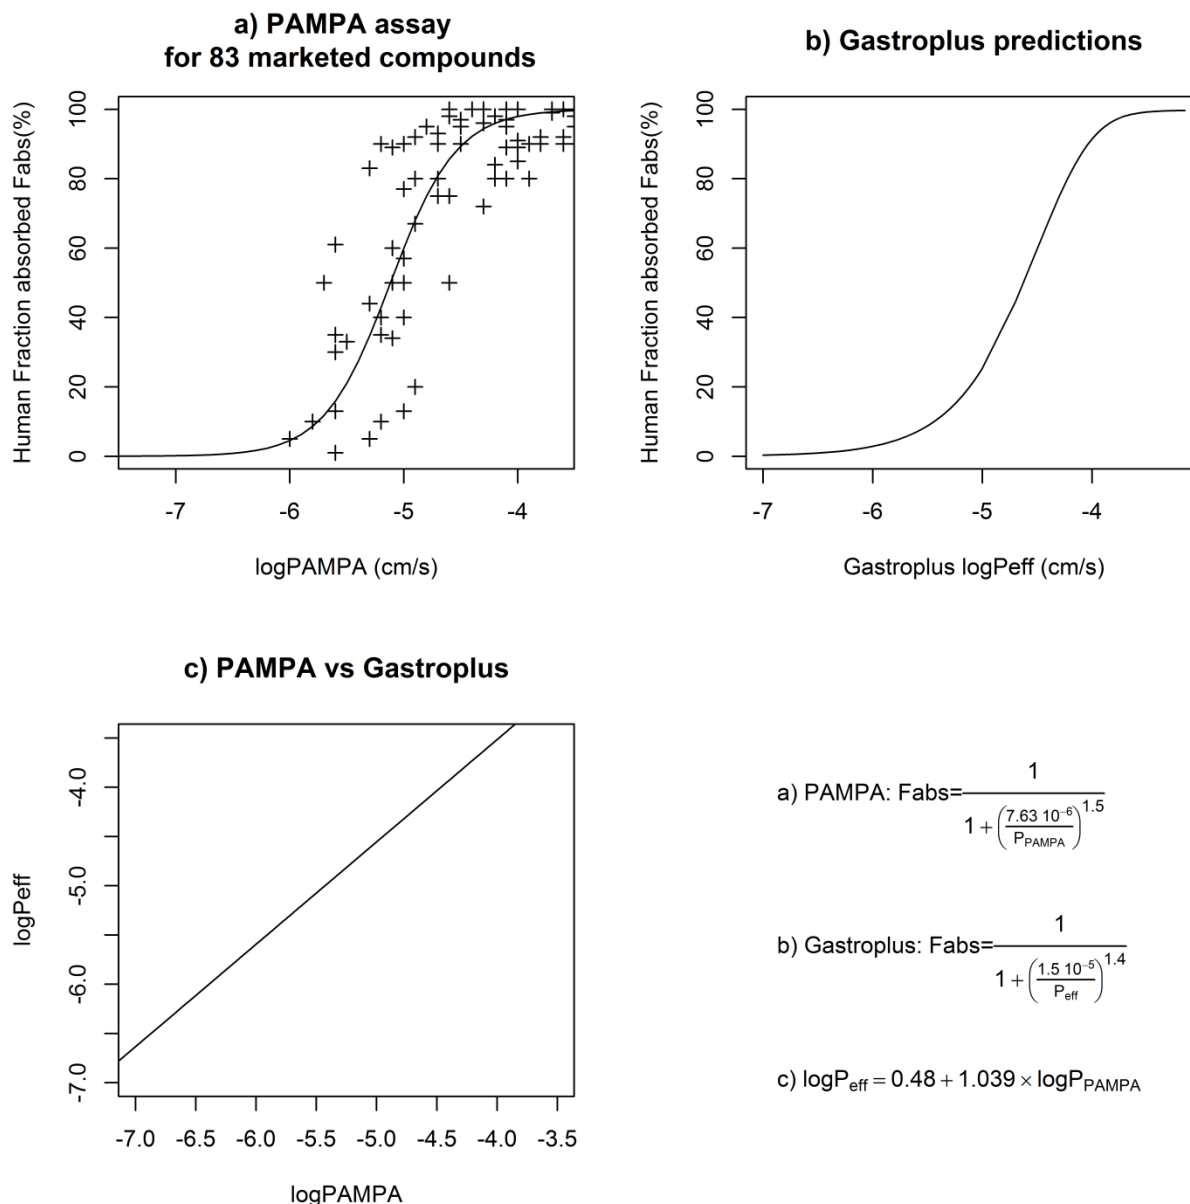 a) PAMPA assay
for 83 marketed compounds
Human Fraction absorbed Fabs(%)
100
80
60
40
20
0
-7
-6
-5
-4
logPAMPA (cm/s)
b) Gastroplus predictions
Human Fraction absorbed Fabs(%)
100
80
60
40
20
0
-7
-6
-5
-4
Gastroplus logPeff (cm/s)
c) PAMPA vs Gastroplus
logPeff
-4.0
-5.0
-6.0
-7.0
-7.0
-6.5
-6.0
-5.5
-5.0
-4.5
-4.0
-3.5
logPAMPA
a) PAMPA: Fabs=1/(1+(7.63 10⁻⁶/P_PAMPA)^1.5)
b) Gastroplus: Fabs=1/(1+(1.5 10⁻⁵/P_eff)^1.4)
c) logP_eff = 0.48 + 1.039 × logP_PAMPA